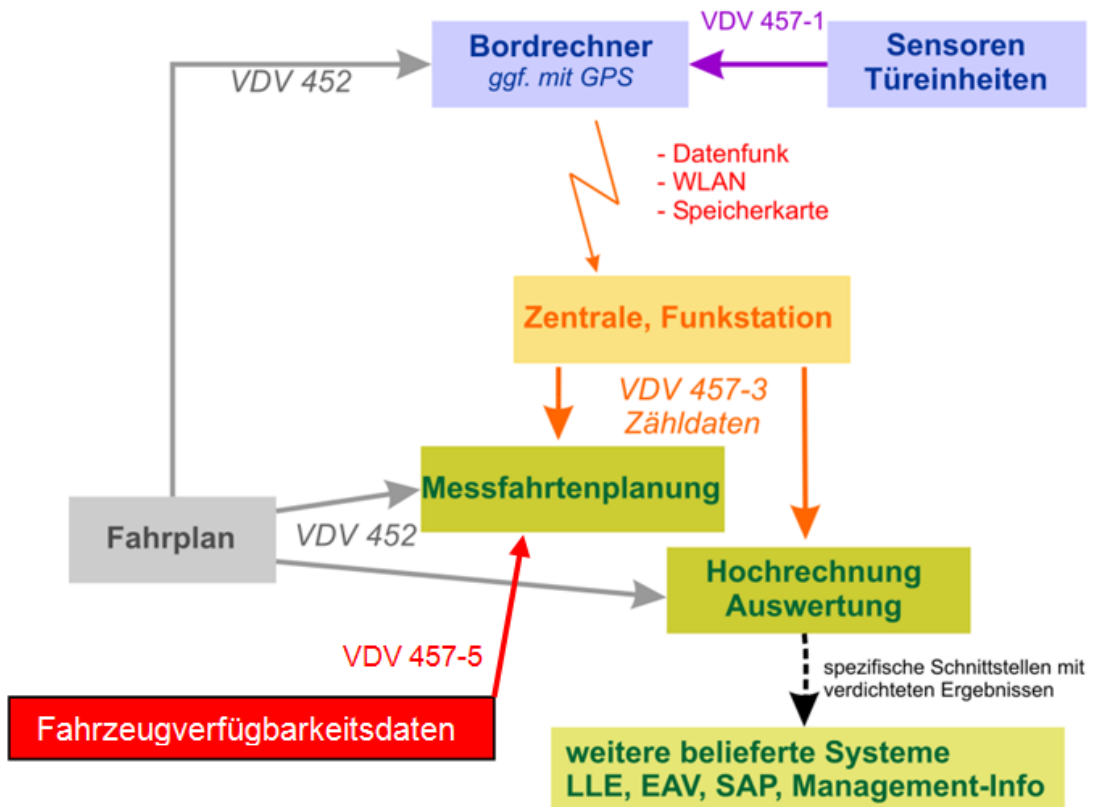 VDV 457-1
Bordrechner
ggf. mit GPS
Sensoren
Türeinheiten
VDV 452
- Datenfunk
- WLAN
- Speicherkarte
Zentrale, Funkstation
VDV 457-3
Zähldaten
Messfahrtenplanung
Fahrplan
VDV 452
Hochrechnung
Auswertung
VDV 457-5
spezifische Schnittstellen mit
verdichteten Ergebnissen
Fahrzeugverfügbarkeitsdaten
weitere belieferte Systeme
LLE, EAV, SAP, Management-Info